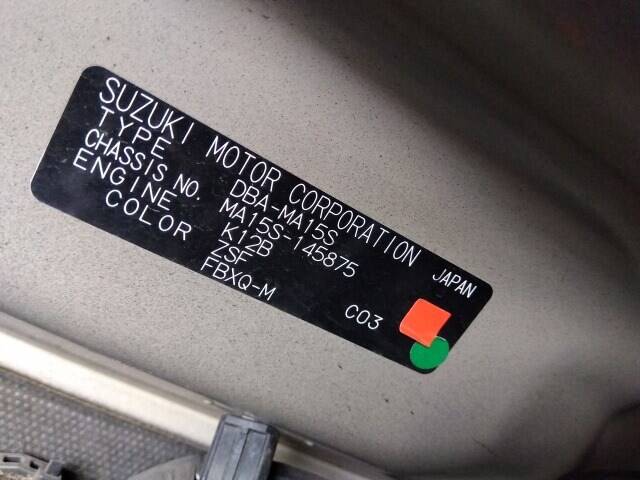 SUZUKI MOTOR CORPORATION JAPAN
TYPE DBA-MA15S
CHASSIS NO. MA15S-145875
ENGINE K12B
COLOR ZSF
FBXQ-M C03